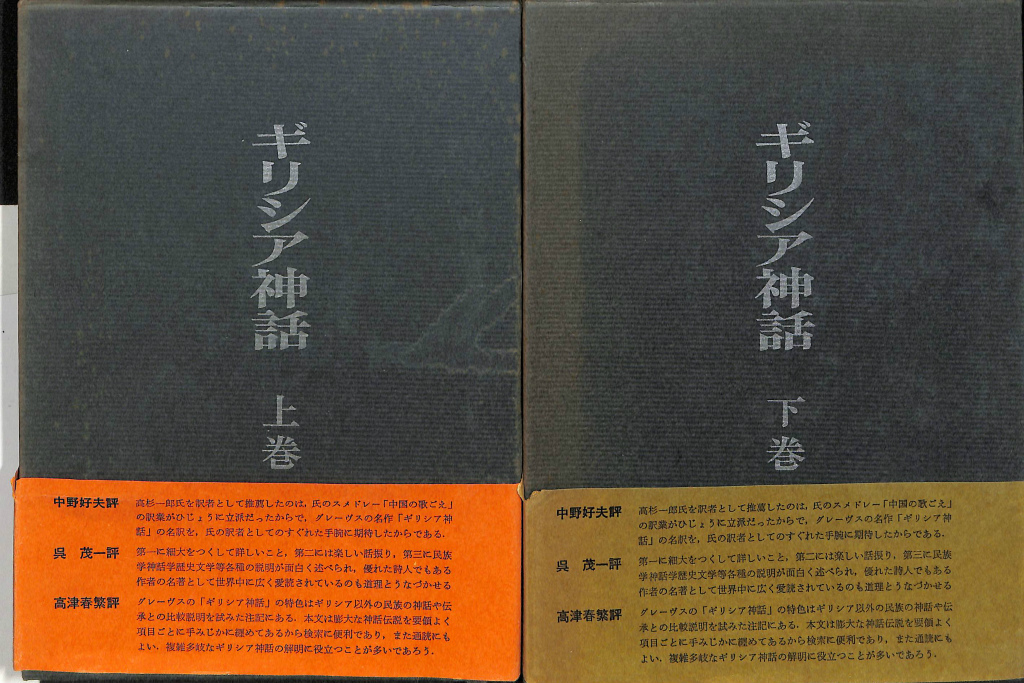 ギリシア神話
上巻
中野好夫評
高杉一郎氏を訳者として推薦したのは，氏のスメドレー「中国の歌ごえ」
の訳業がひじょうに立派だったからで，グレーヴスの名作「ギリシア神
話」の名訳を，氏の訳者としてのすぐれた手腕に期待したからである．
呉 茂一評
第一に細大をつくして詳しいこと，第二には楽しい話振り，第三に民族
学神話学歴史文学等各種の説明が面白く述べられ，優れた詩人でもある
作者の名著として世界中に広く愛読されているのも道理とうなづかせる
高津春繁評
グレーヴスの「ギリシア神話」の特色はギリシア以外の民族の神話や伝
承との比較説明を試みた注記にある．本文は膨大な神話伝説を要領よく
項目ごとに手みじかに纏めてあるから検索に便利であり，また通読にも
よい．複雑多岐なギリシア神話の解明に役立つことが多いであろう．
ギリシア神話
下巻
中野好夫評
高杉一郎氏を訳者として推薦したのは，氏のスメドレー「中国の歌ごえ」
の訳業がひじょうに立派だったからで，グレーヴスの名作「ギリシア神
話」の名訳を，氏の訳者としてのすぐれた手腕に期待したからである．
呉 茂一評
第一に細大をつくして詳しいこと，第二には楽しい話振り，第三に民族
学神話学歴史文学等各種の説明が面白く述べられ，優れた詩人でもある
作者の名著として世界中に広く愛読されているのも道理とうなづかせる
高津春繁評
グレーヴスの「ギリシア神話」の特色はギリシア以外の民族の神話や伝
承との比較説明を試みた注記にある．本文は膨大な神話伝説を要領よく
項目ごとに手みじかに纏めてあるから検索に便利であり，また通読にも
よい．複雑多岐なギリシア神話の解明に役立つことが多いであろう．